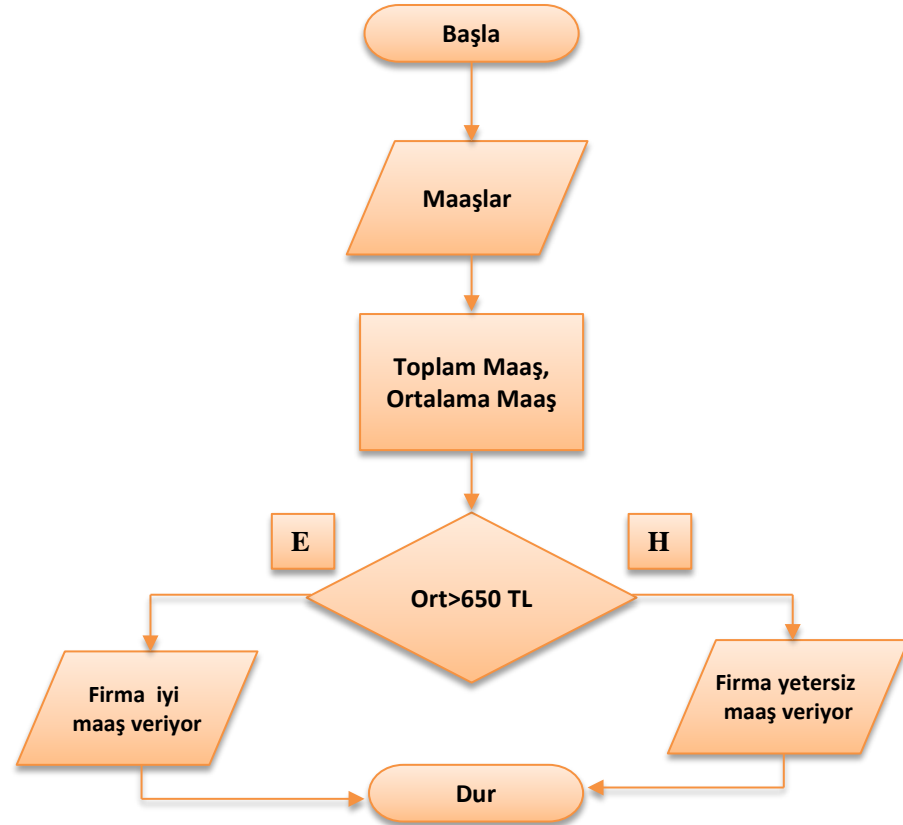 Başla
Maaşlar
Toplam Maaş,
Ortalama Maaş
E
H
Ort>650 TL
Firma iyi
maaş veriyor
Firma yetersiz
maaş veriyor
Dur